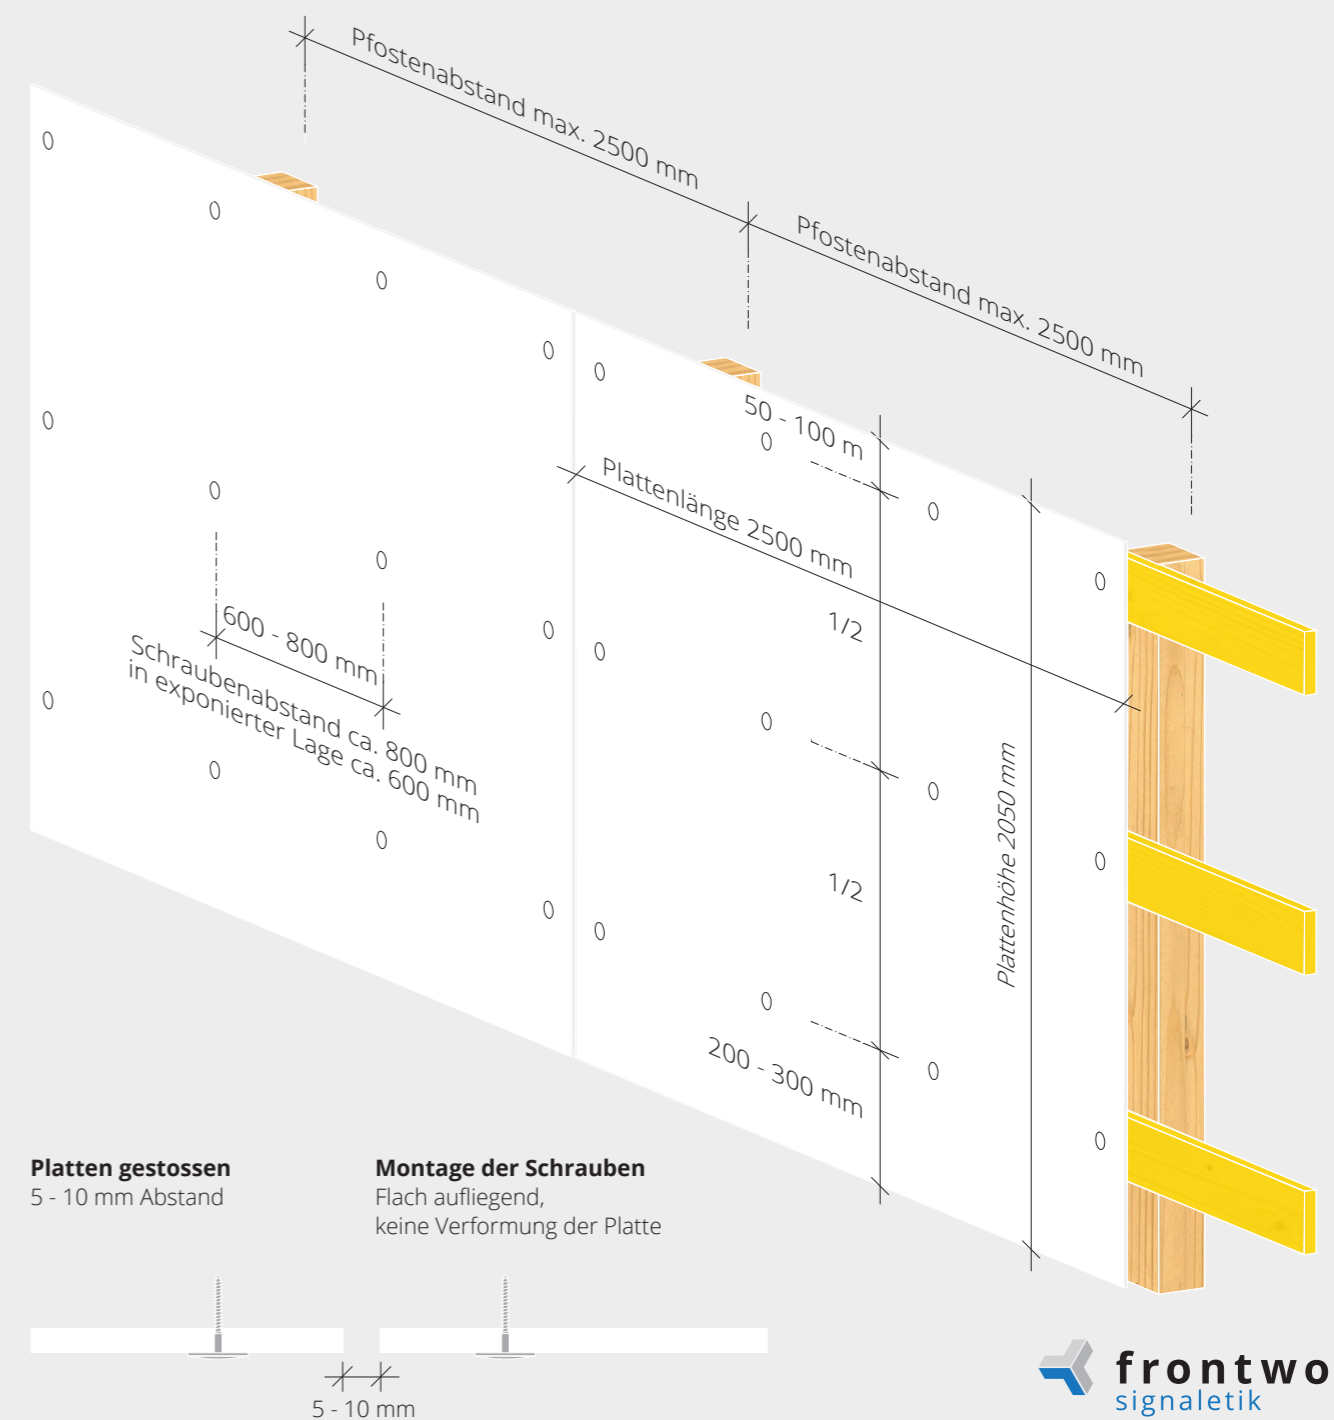 Pfostenabstand max. 2500 mm
Pfostenabstand max. 2500 mm
50 - 100 m
Plattenlänge 2500 mm
1/2
600 - 800 mm
Schraubenabstand ca. 800 mm
in exponierter Lage ca. 600 mm
Plattenhöhe 2050 mm
1/2
200 - 300 mm
Platten gestossen
5 - 10 mm Abstand
Montage der Schrauben
Flach aufliegend,
keine Verformung der Platte
5 - 10 mm
frontwo
signaletik